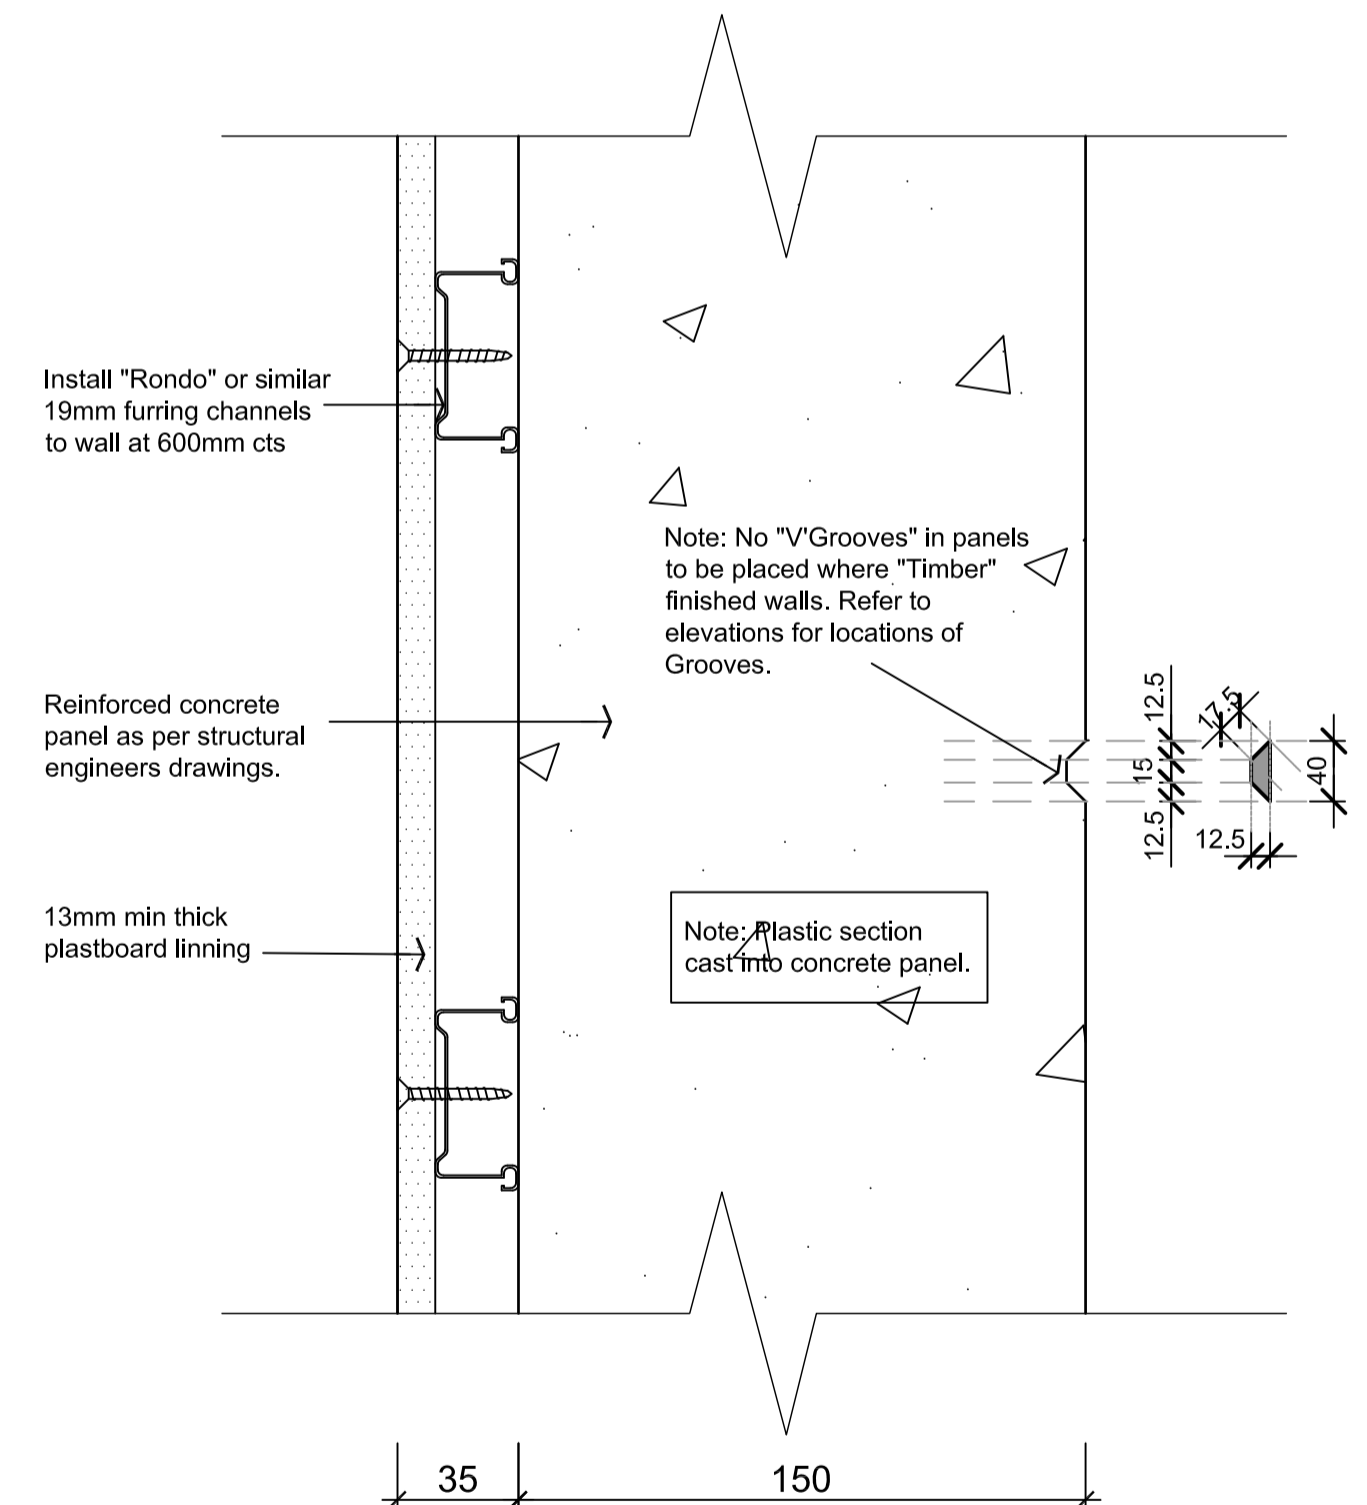 Install "Rondo" or similar
19mm furring channels
to wall at 600mm cts
Note: No "V'Grooves" in panels
to be placed where "Timber"
finished walls. Refer to
elevations for locations of
Grooves.
Reinforced concrete
panel as per structural
engineers drawings.
12.5
15
12.5
17.5
40
12.5
13mm min thick
plastboard linning
Note: Plastic section
cast into concrete panel.
35
150